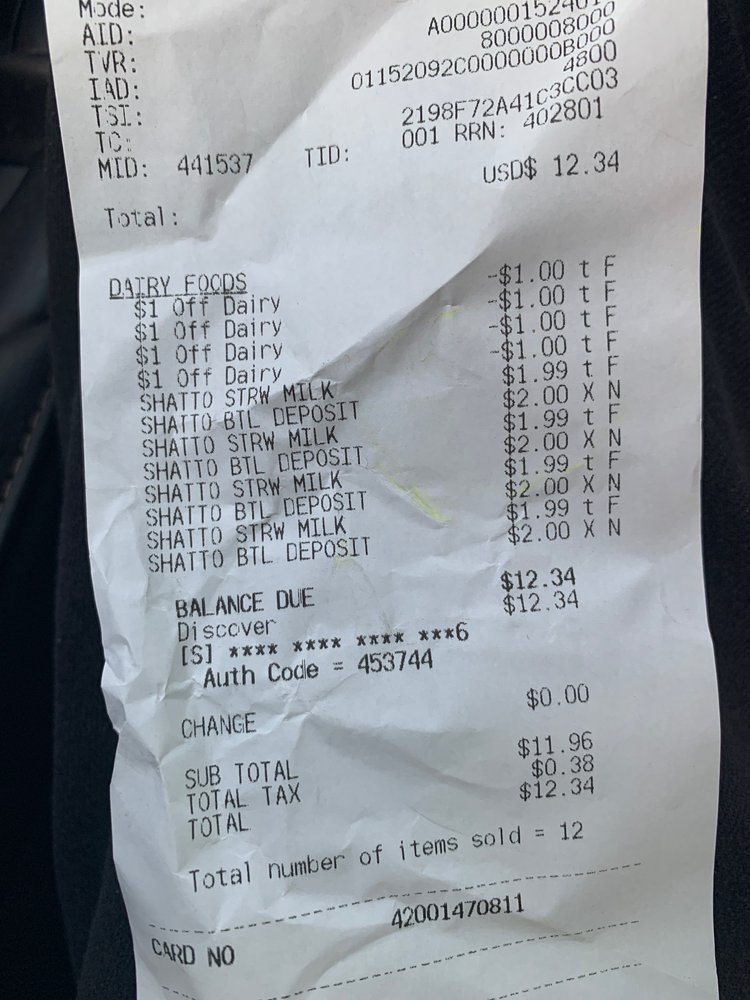 Mode:
AID: A0000001524010
TVR: 8000008000
IAD: 01152092C0000000B000
TSI: 4800
TC: 2198F72A41C3CC03
MID: 441537 TID: 001 RRN: 402801
Total: USD$ 12.34
DAIRY FOODS
$1 Off Dairy -$1.00 t F
$1 Off Dairy -$1.00 t F
$1 Off Dairy -$1.00 t F
$1 Off Dairy -$1.00 t F
SHATTO STRW MILK $1.99 t F
SHATTO BTL DEPOSIT $2.00 X N
SHATTO STRW MILK $1.99 t F
SHATTO BTL DEPOSIT $2.00 X N
SHATTO STRW MILK $1.99 t F
SHATTO BTL DEPOSIT $2.00 X N
SHATTO STRW MILK $1.99 t F
SHATTO BTL DEPOSIT $2.00 X N
BALANCE DUE $12.34
Discover $12.34
[S] **** **** **** ***6
Auth Code = 453744
CHANGE $0.00
SUB TOTAL $11.96
TOTAL TAX $0.38
TOTAL $12.34
Total number of items sold = 12
CARD NO 42001470811